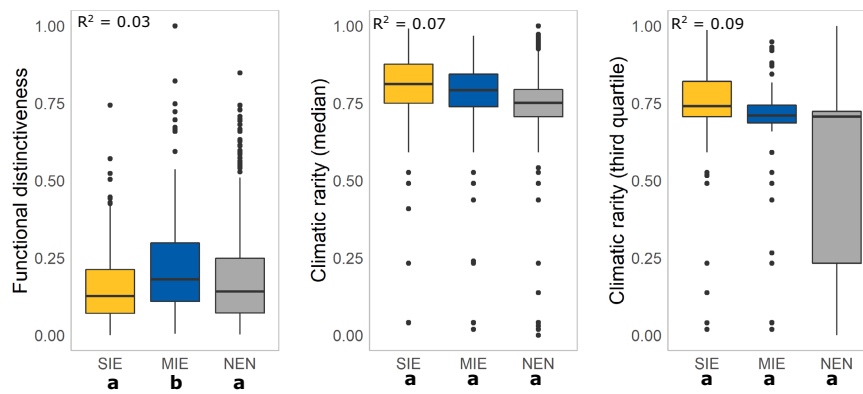 Functional distinctiveness
R² = 0.03
1.00
0.75
0.50
0.25
0.00
SIE MIE NEN
a b a
Climatic rarity (median)
R² = 0.07
1.00
0.75
0.50
0.25
0.00
SIE MIE NEN
a a a
Climatic rarity (third quartile)
R² = 0.09
1.00
0.75
0.50
0.25
0.00
SIE MIE NEN
a a a